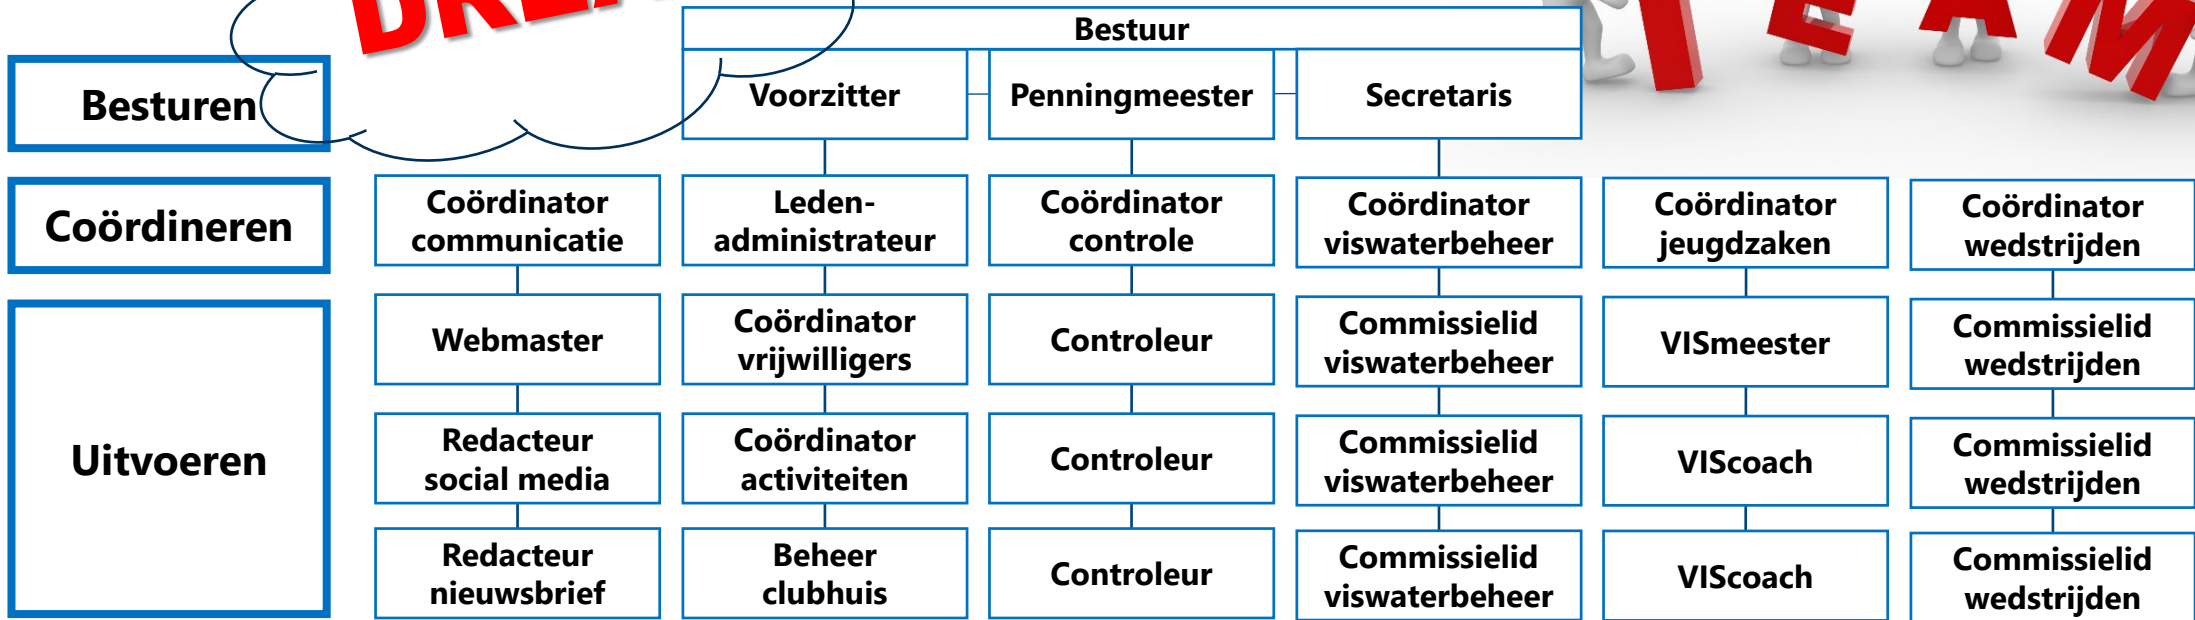 TEAM
Bestuur
Besturen
Voorzitter
Penningmeester
Secretaris
Coördineren
Coördinator
communicatie
Leden-
administrateur
Coördinator
controle
Coördinator
viswaterbeheer
Coördinator
jeugdzaken
Coördinator
wedstrijden
Uitvoeren
Webmaster
Coördinator
vrijwilligers
Controleur
Commissielid
viswaterbeheer
VISmeester
Commissielid
wedstrijden
Redacteur
social media
Coördinator
activiteiten
Controleur
Commissielid
viswaterbeheer
VIScoach
Commissielid
wedstrijden
Redacteur
nieuwsbrief
Beheer
clubhuis
Controleur
Commissielid
viswaterbeheer
VIScoach
Commissielid
wedstrijden